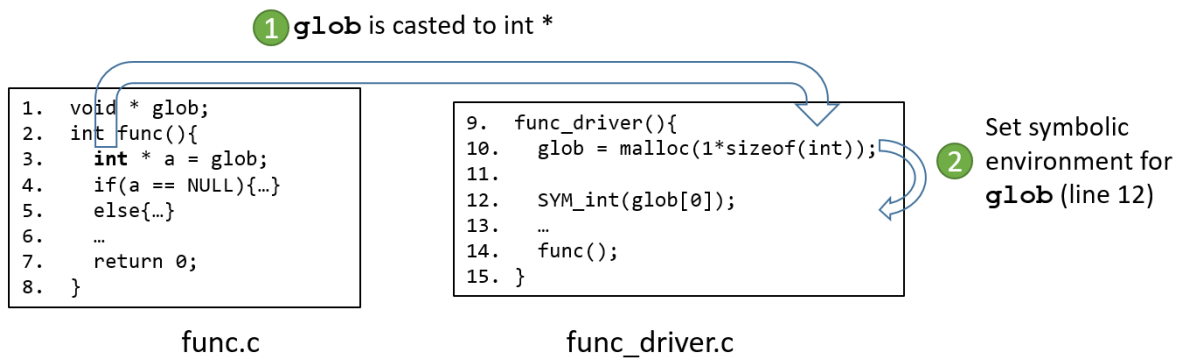 1 glob is casted to int *
1. void * glob;
2. int func(){
3. int * a = glob;
4. if(a == NULL){…}
5. else{…}
6. …
7. return 0;
8. }
func.c
9. func_driver(){
10. glob = malloc(1*sizeof(int));
11.
12. SYM_int(glob[0]);
13. …
14. func();
15. }
func_driver.c
2 Set symbolic
environment for
glob (line 12)